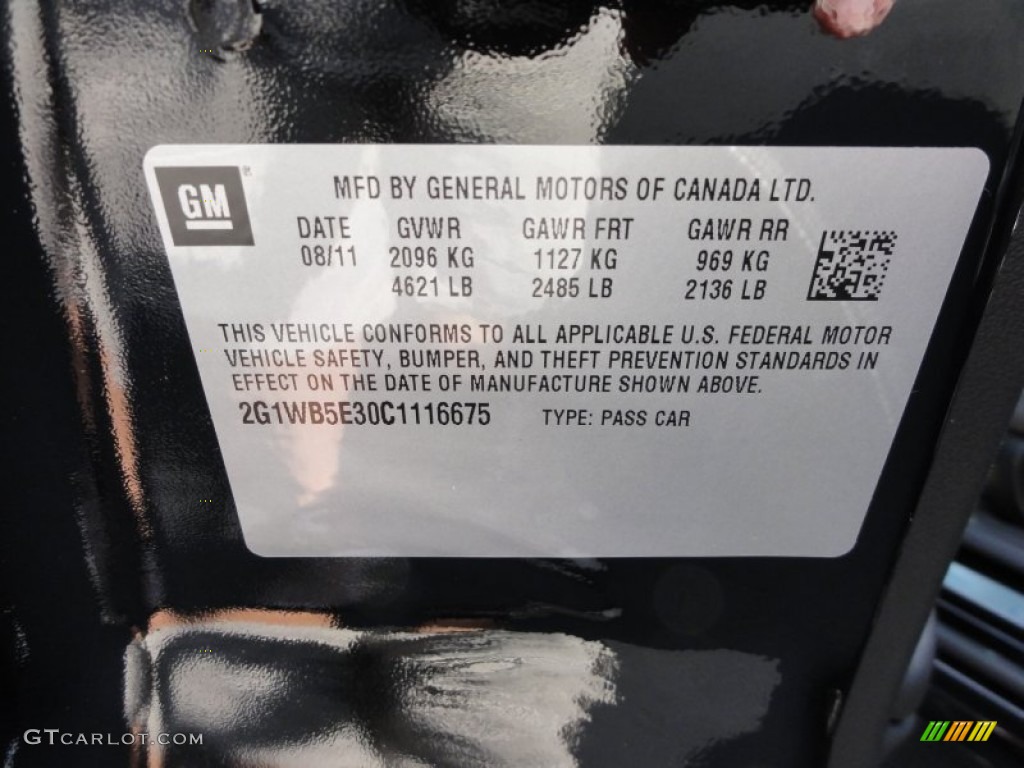 GM®
MFD BY GENERAL MOTORS OF CANADA LTD.
DATE GVWR GAWR FRT GAWR RR
08/11 2096 KG 1127 KG 969 KG
4621 LB 2485 LB 2136 LB
THIS VEHICLE CONFORMS TO ALL APPLICABLE U.S. FEDERAL MOTOR
VEHICLE SAFETY, BUMPER, AND THEFT PREVENTION STANDARDS IN
EFFECT ON THE DATE OF MANUFACTURE SHOWN ABOVE.
2G1WB5E30C1116675 TYPE: PASS CAR
GTCARLOT.COM